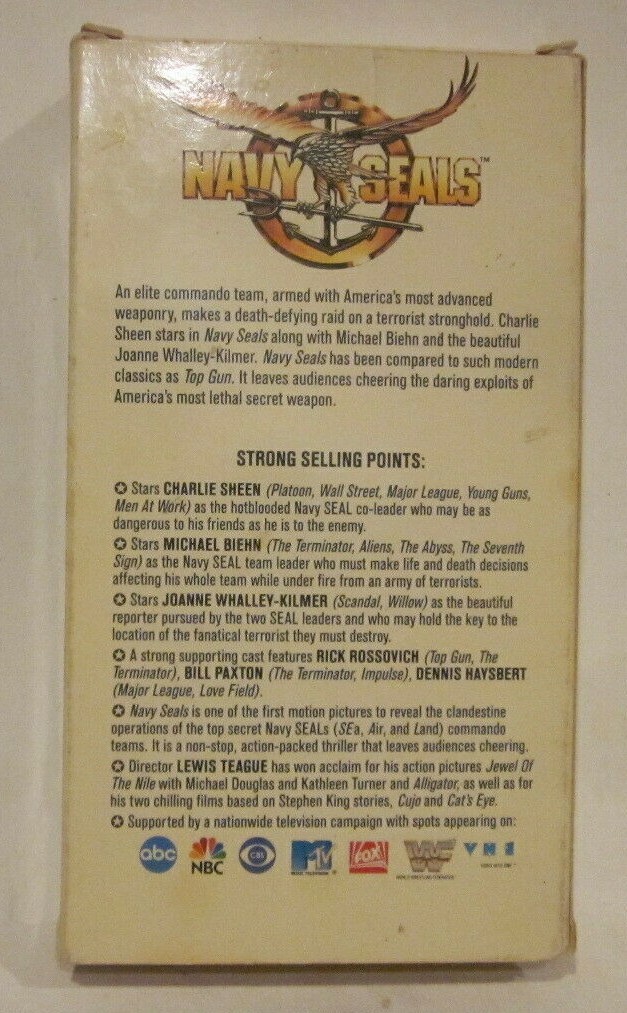 NAVY SEALS™
An elite commando team, armed with America's most advanced
weaponry, makes a death-defying raid on a terrorist stronghold. Charlie
Sheen stars in Navy Seals along with Michael Biehn and the beautiful
Joanne Whalley-Kilmer. Navy Seals has been compared to such modern
classics as Top Gun. It leaves audiences cheering the daring exploits of
America's most lethal secret weapon.
STRONG SELLING POINTS:
✪ Stars CHARLIE SHEEN (Platoon, Wall Street, Major League, Young Guns,
Men At Work) as the hotblooded Navy SEAL co-leader who may be as
dangerous to his friends as he is to the enemy.
✪ Stars MICHAEL BIEHN (The Terminator, Aliens, The Abyss, The Seventh
Sign) as the Navy SEAL team leader who must make life and death decisions
affecting his whole team while under fire from an army of terrorists.
✪ Stars JOANNE WHALLEY-KILMER (Scandal, Willow) as the beautiful
reporter pursued by the two SEAL leaders and who may hold the key to the
location of the fanatical terrorist they must destroy.
✪ A strong supporting cast features RICK ROSSOVICH (Top Gun, The
Terminator), BILL PAXTON (The Terminator, Impulse), DENNIS HAYSBERT
(Major League, Love Field).
✪ Navy Seals is one of the first motion pictures to reveal the clandestine
operations of the top secret Navy SEALs (SEa, Air, and Land) commando
teams. It is a non-stop, action-packed thriller that leaves audiences cheering.
✪ Director LEWIS TEAGUE has won acclaim for his action pictures Jewel Of
The Nile with Michael Douglas and Kathleen Turner and Alligator, as well as for
his two chilling films based on Stephen King stories, Cujo and Cat's Eye.
✪ Supported by a nationwide television campaign with spots appearing on:
abc NBC CBS MTV MUSIC TELEVISION® FOX WWF WORLD WRESTLING FEDERATION VH1 VIDEO HITS ONE™